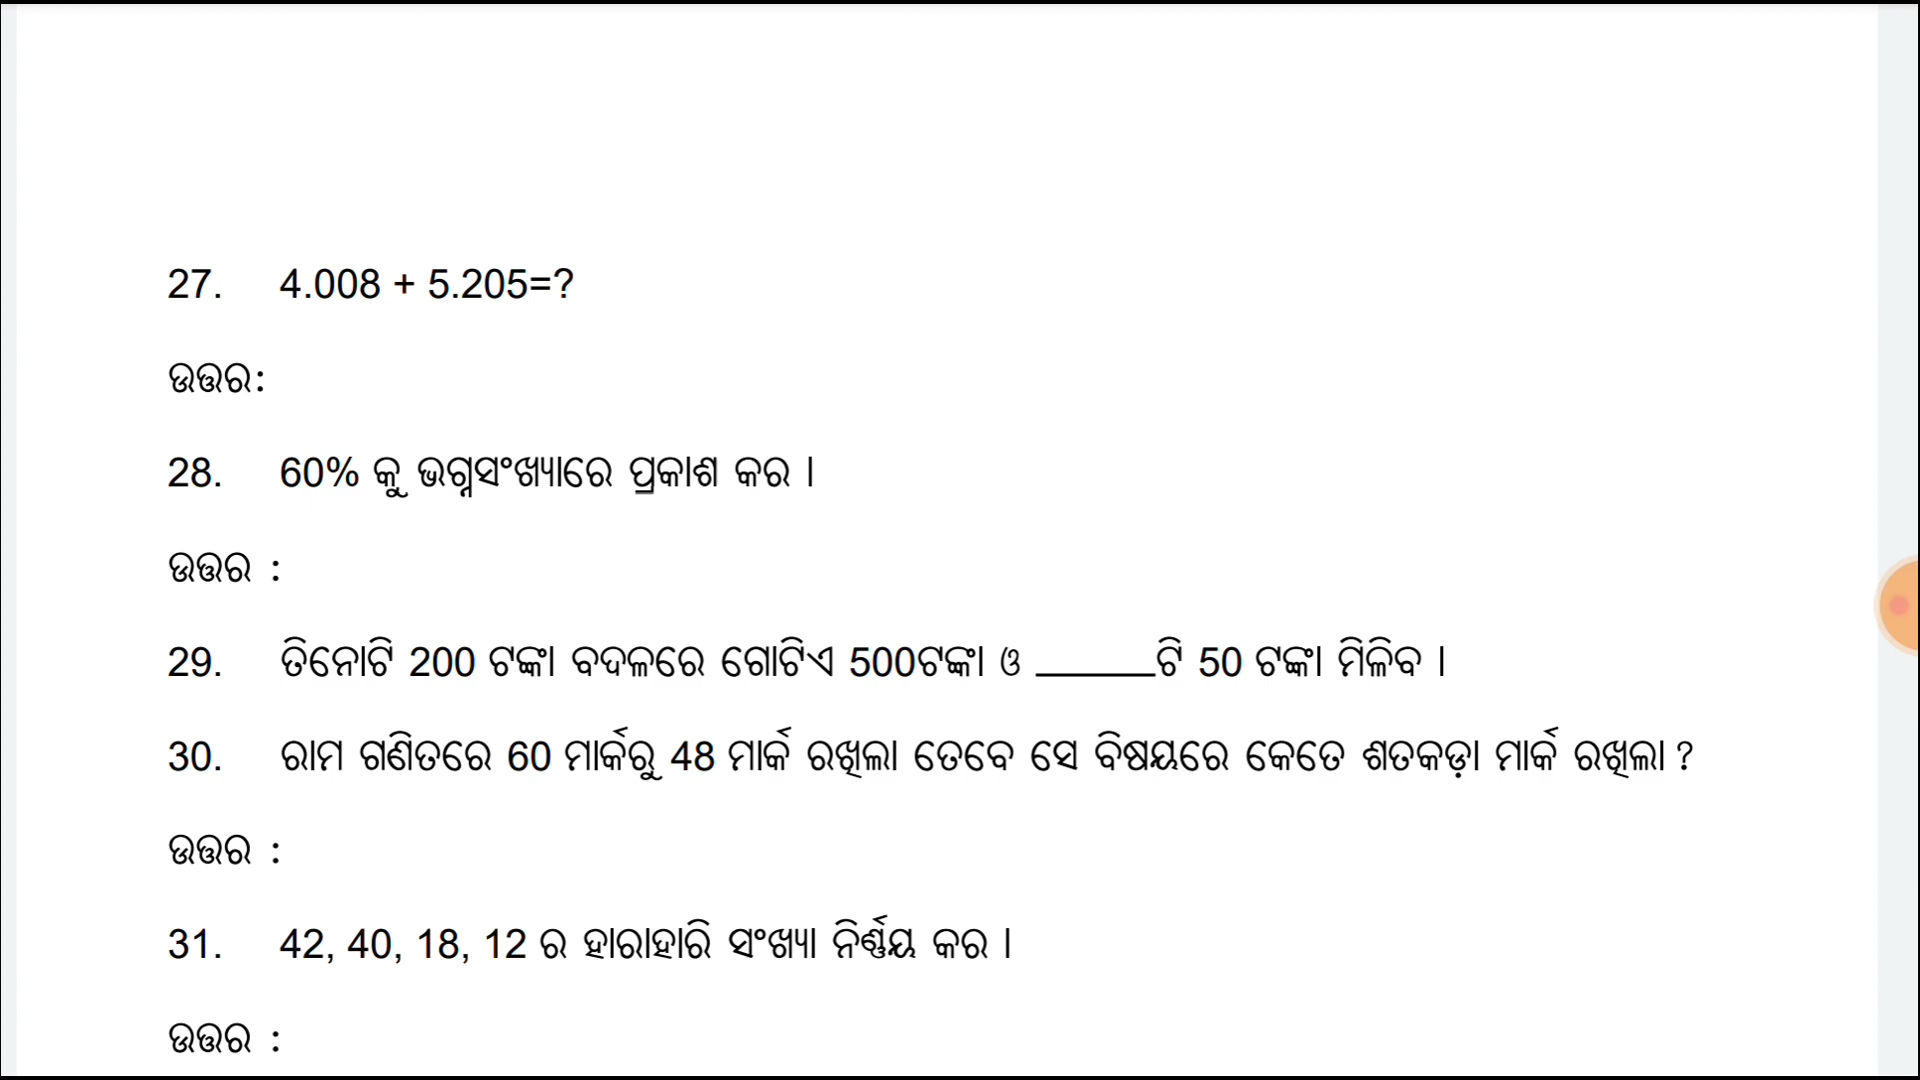 27. 4.008 + 5.205=?
ଉତ୍ତର:
28. 60% କୁ ଭଗ୍ନସଂଖ୍ୟାରେ ପ୍ରକାଶ କର ।
ଉତ୍ତର :
29. ତିନୋଟି 200 ଟଙ୍କା ବଦଳରେ ଗୋଟିଏ 500ଟଙ୍କା ଓ ______ଟି 50 ଟଙ୍କା ମିଳିବ ।
30. ରାମ ଗଣିତରେ 60 ମାର୍କରୁ 48 ମାର୍କ ରଖିଲା ତେବେ ସେ ବିଷୟରେ କେତେ ଶତକଡ଼ା ମାର୍କ ରଖିଲା ?
ଉତ୍ତର :
31. 42, 40, 18, 12 ର ହାରାହାରି ସଂଖ୍ୟା ନିର୍ଣ୍ଣୟ କର ।
ଉତ୍ତର :